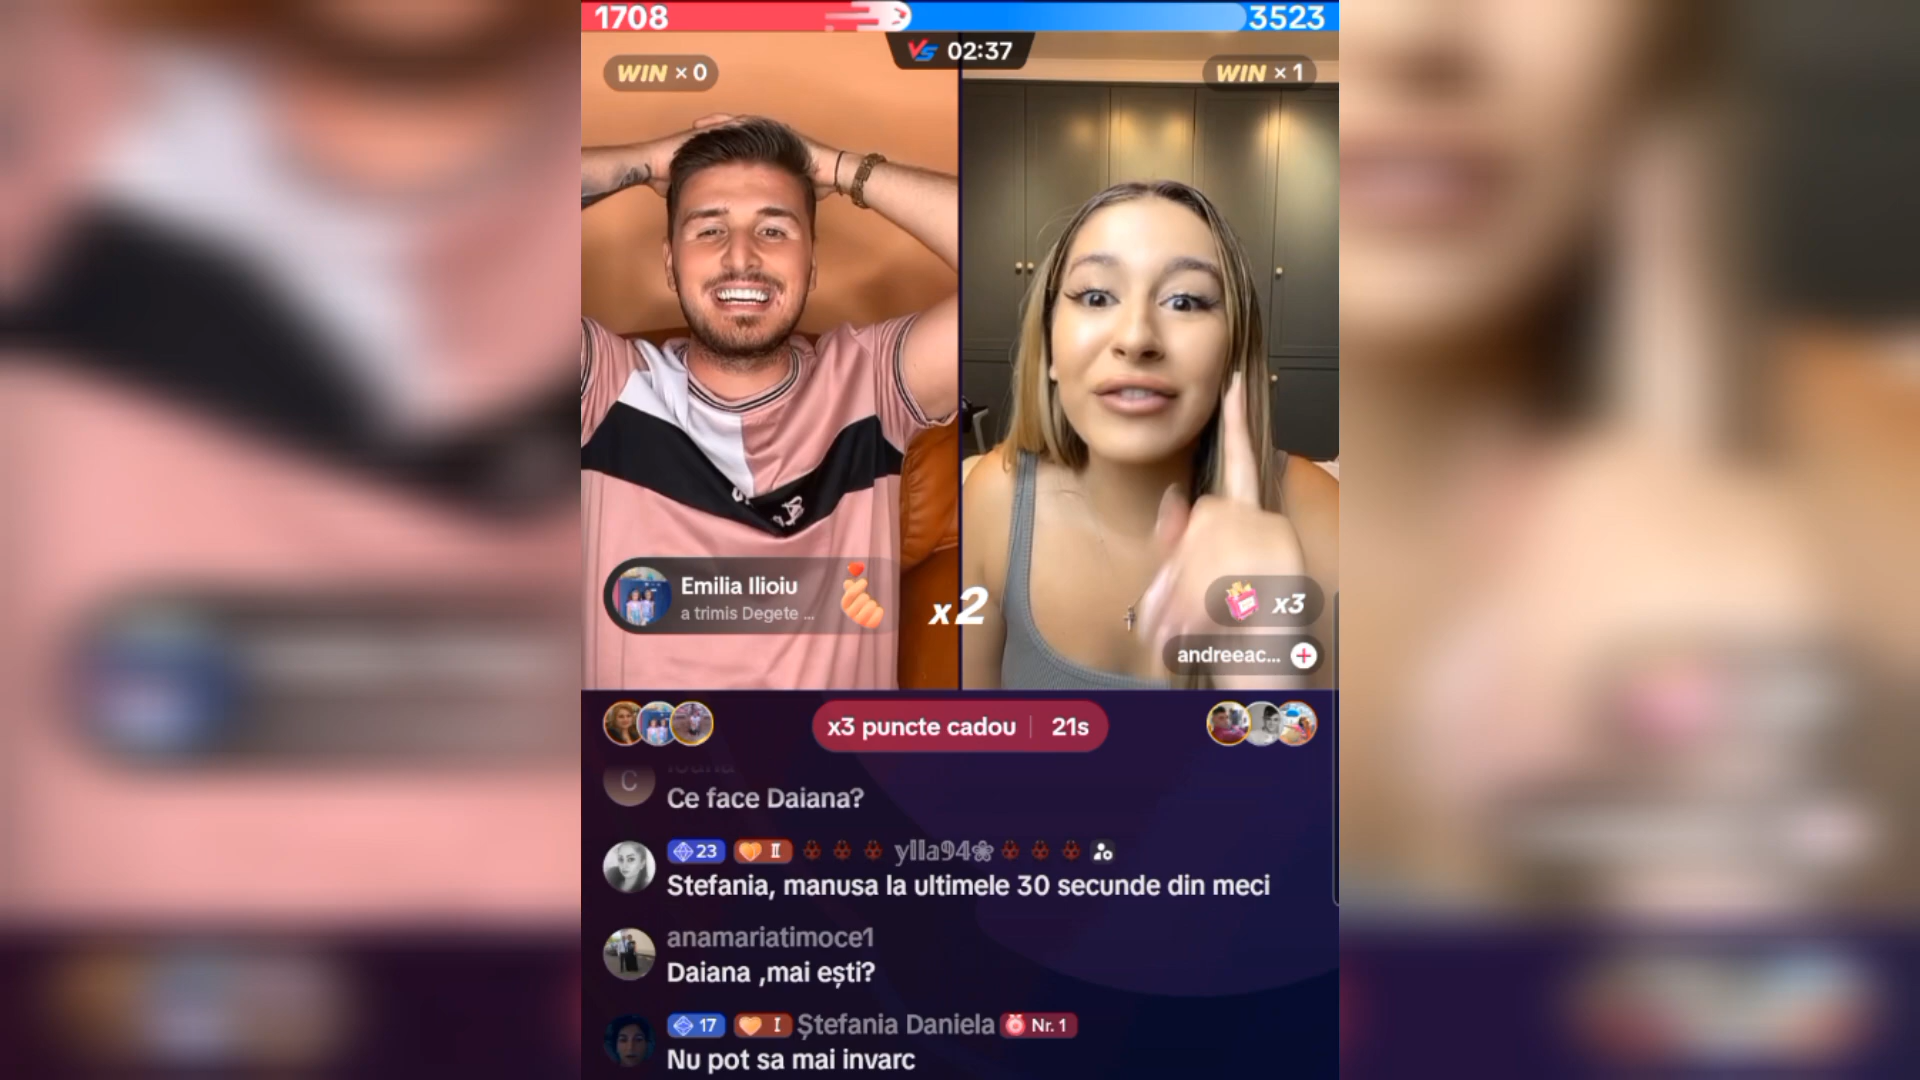 1708
3523
VS 02:37
WIN × 0
WIN × 1
Emilia Ilioiu
a trimis Degete ...
x2
x3
andreeac...
x3 puncte cadou | 21s
C
Ce face Daiana?
23 II ylla94
Stefania, manusa la ultimele 30 secunde din meci
anamariatimoce1
Daiana ,mai ești?
17 I Ștefania Daniela Nr. 1
Nu pot sa mai invarc